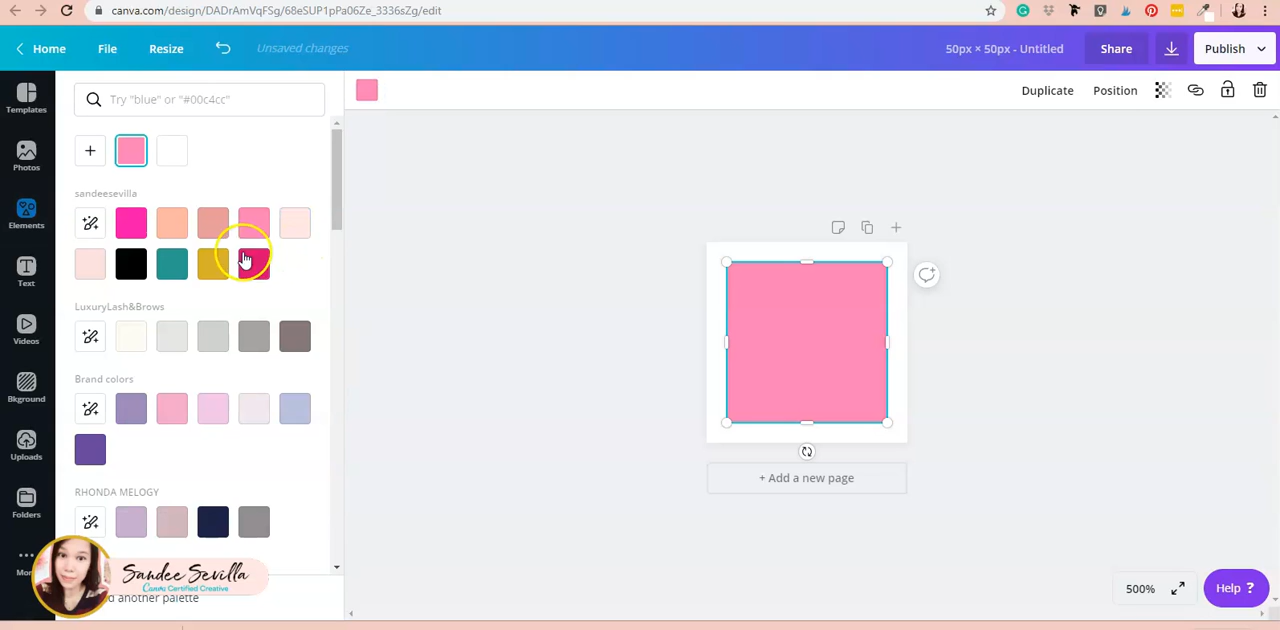 canva.com/design/DADrAmVqFSg/68eSUP1pPa06Ze_3336sZg/edit
Home File Resize Unsaved changes 50px × 50px - Untitled Share Publish
Try "blue" or "#00c4cc"
Duplicate Position
Templates
Photos
Elements
Text
Videos
Bkground
Uploads
Folders
sandeesevilla
LuxuryLash&Brows
Brand colors
RHONDA MELOGY
+ Add a new page
Sandee Sevilla
Canva Certified Creative
another palette
500%
Help ?